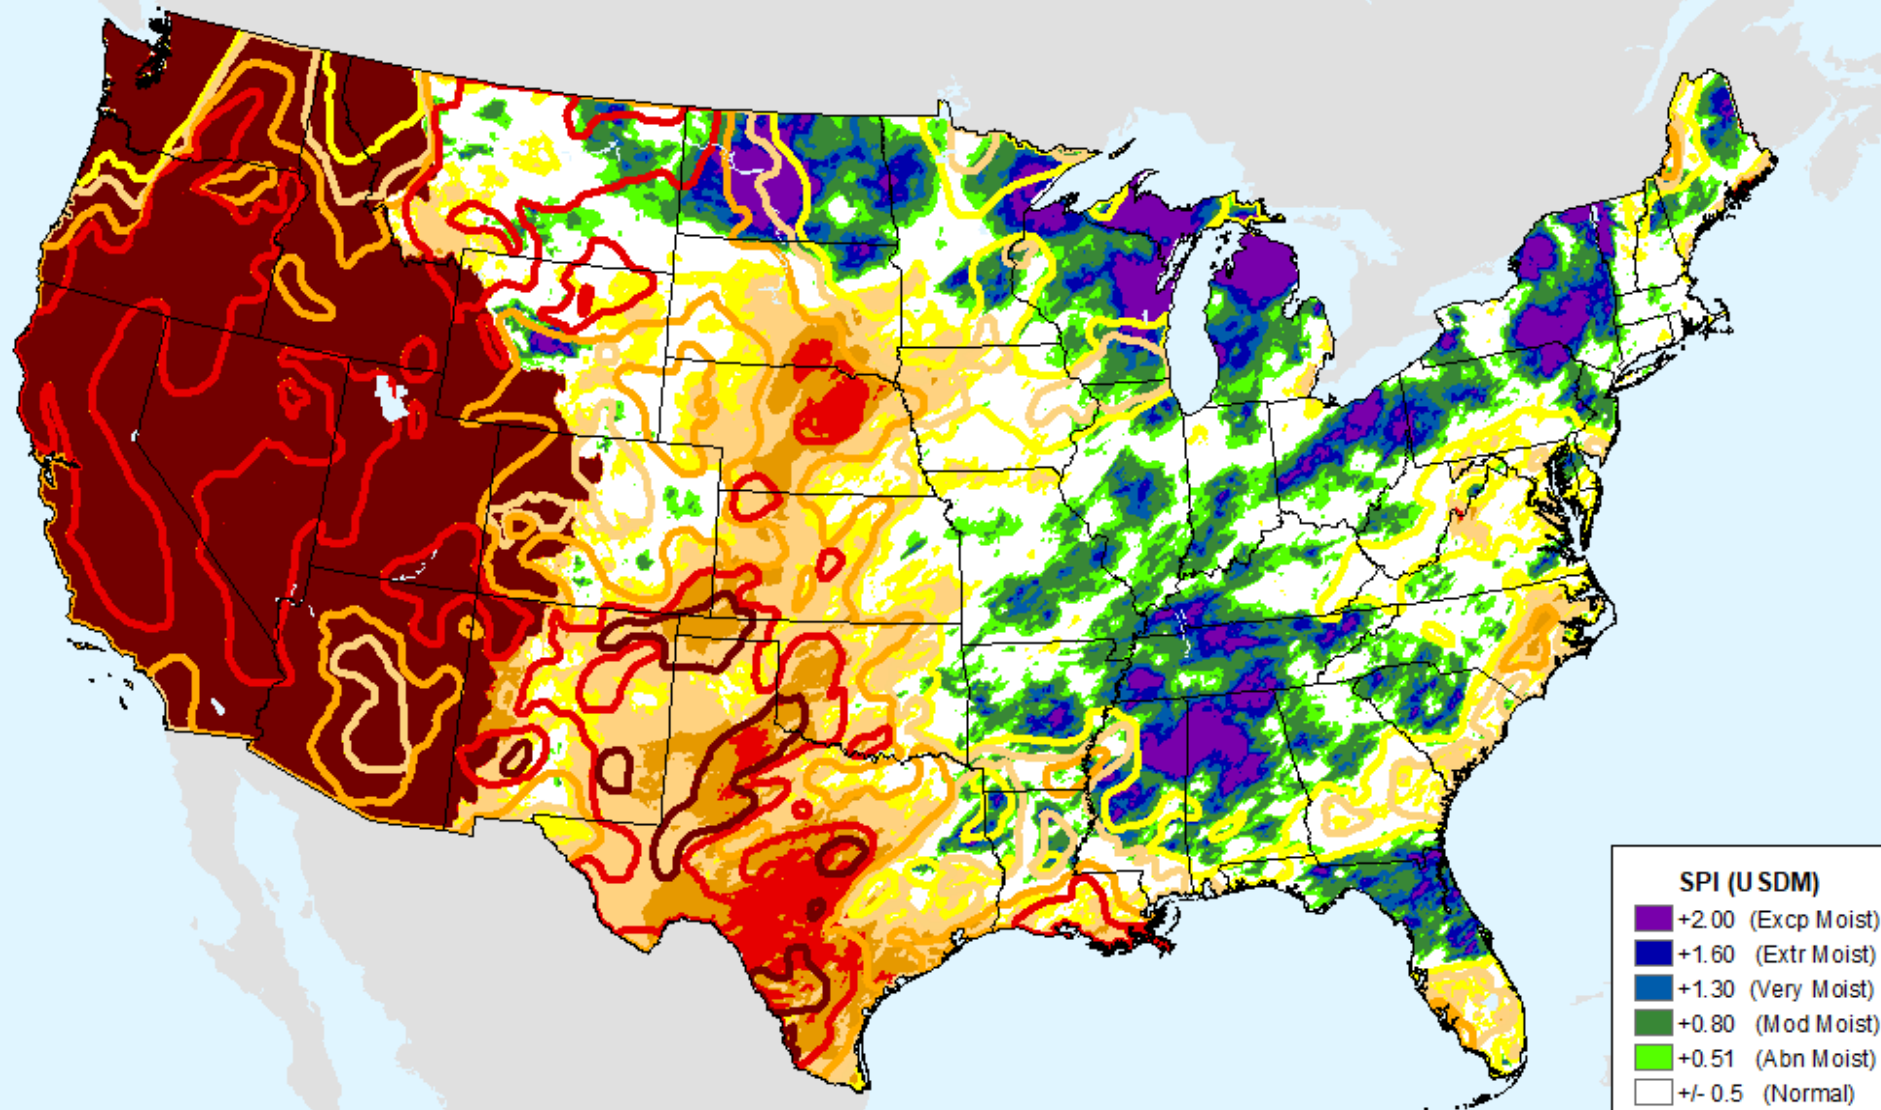 SPI (USDM)
+2.00 (Excp Moist)
+1.60 (Extr Moist)
+1.30 (Very Moist)
+0.80 (Mod Moist)
+0.51 (Abn Moist)
+/- 0.5 (Normal)